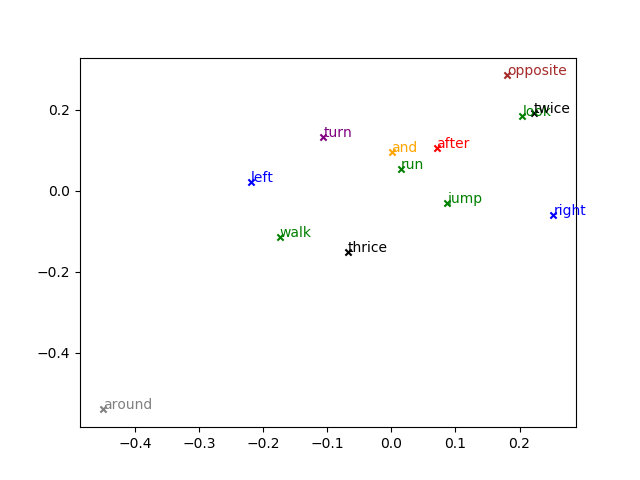 opposite
look
twice
turn
and
after
run
left
jump
right
walk
thrice
around
0.2
0.0
−0.2
−0.4
−0.4
−0.3
−0.2
−0.1
0.0
0.1
0.2